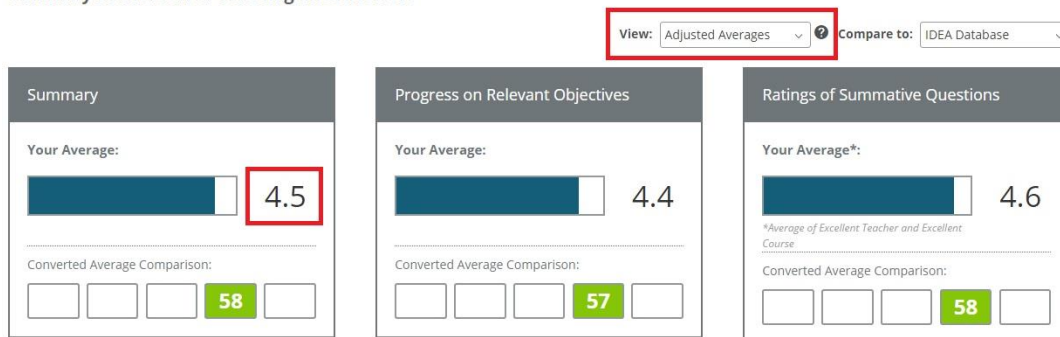 View: Adjusted Averages ? Compare to: IDEA Database
Summary
Your Average:
4.5
Converted Average Comparison:
58
Progress on Relevant Objectives
Your Average:
4.4
Converted Average Comparison:
57
Ratings of Summative Questions
Your Average*:
4.6
*Average of Excellent Teacher and Excellent
Course
Converted Average Comparison:
58